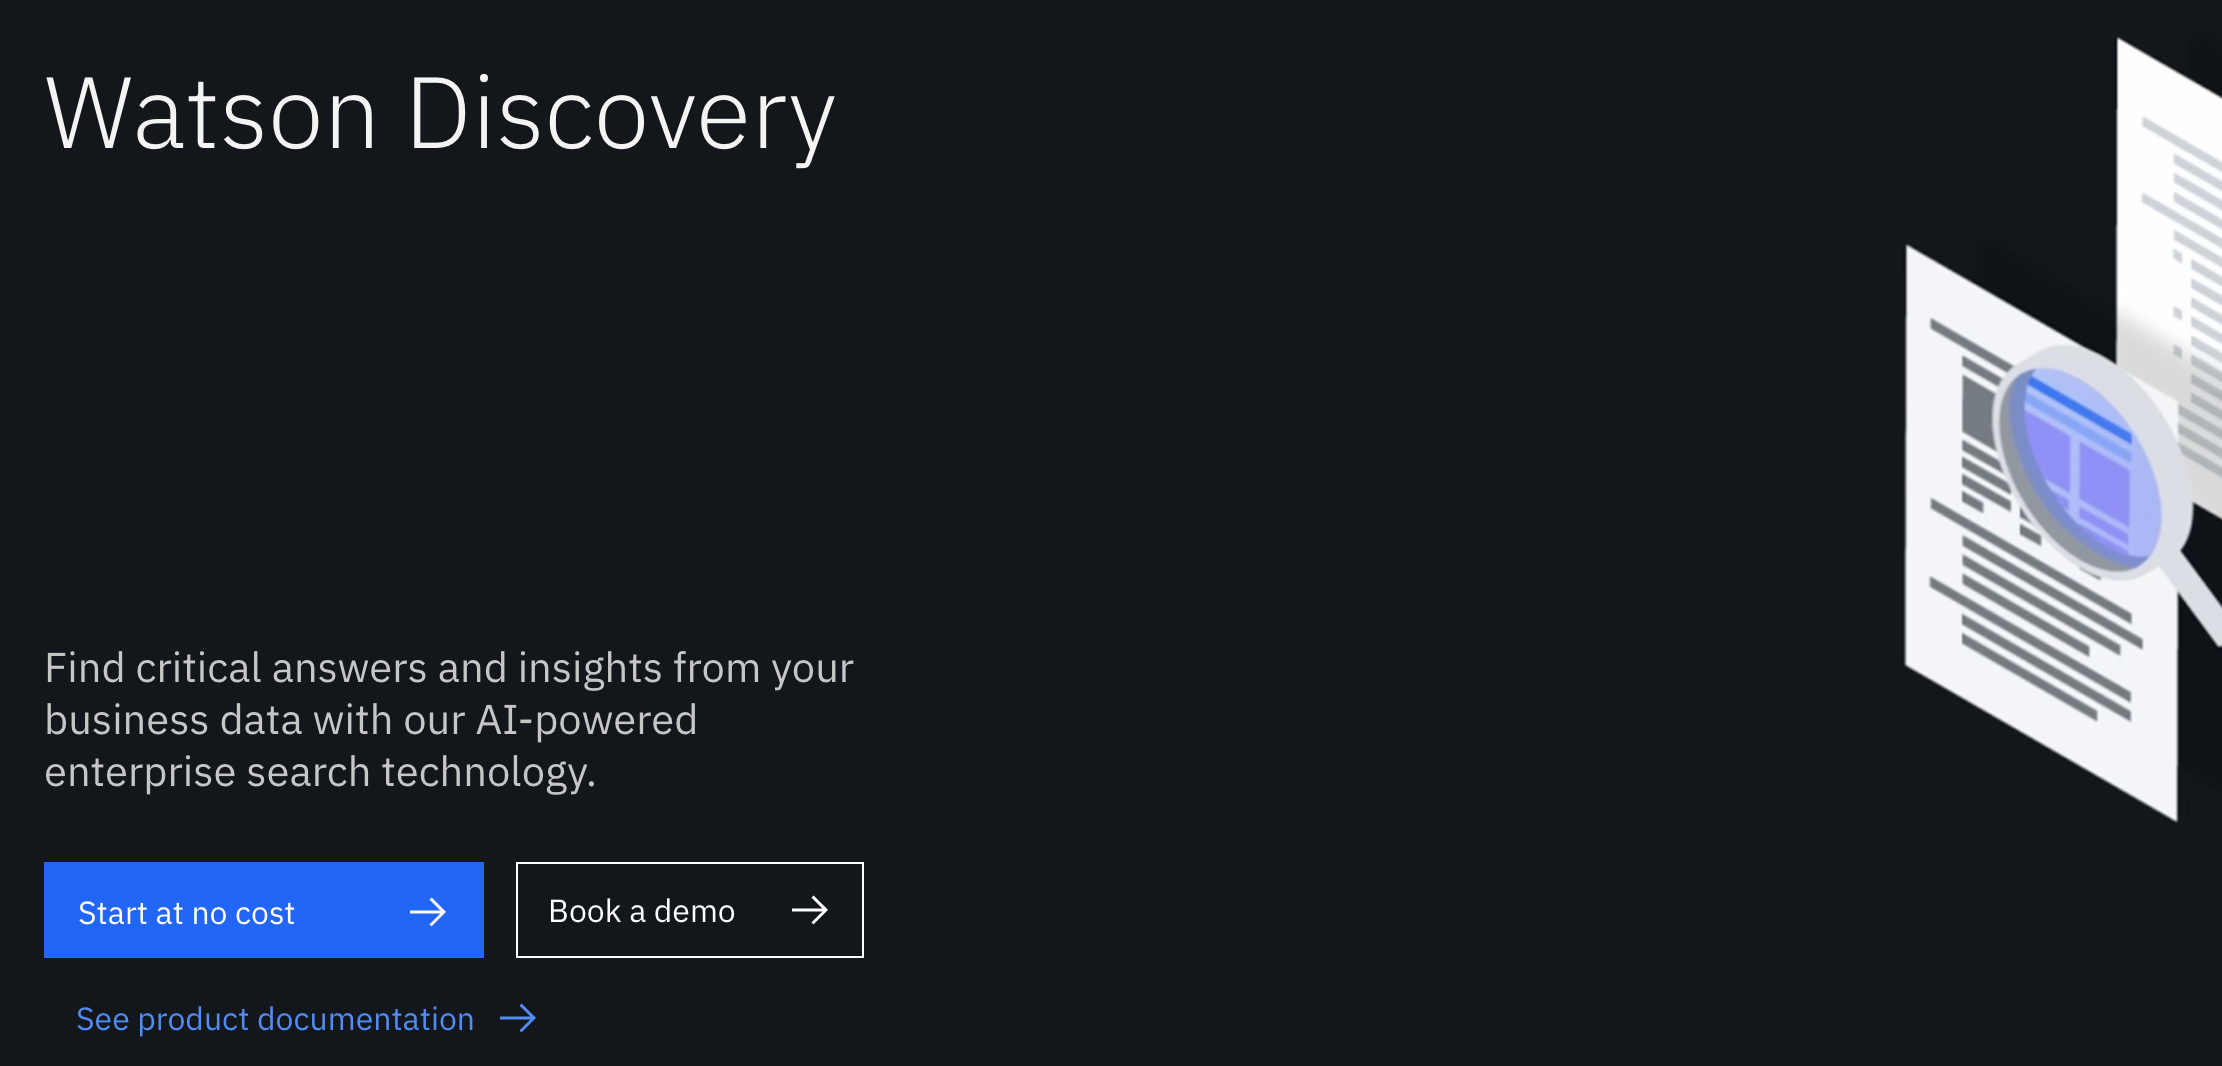 Watson Discovery
Find critical answers and insights from your
business data with our AI-powered
enterprise search technology.
Start at no cost
Book a demo
See product documentation